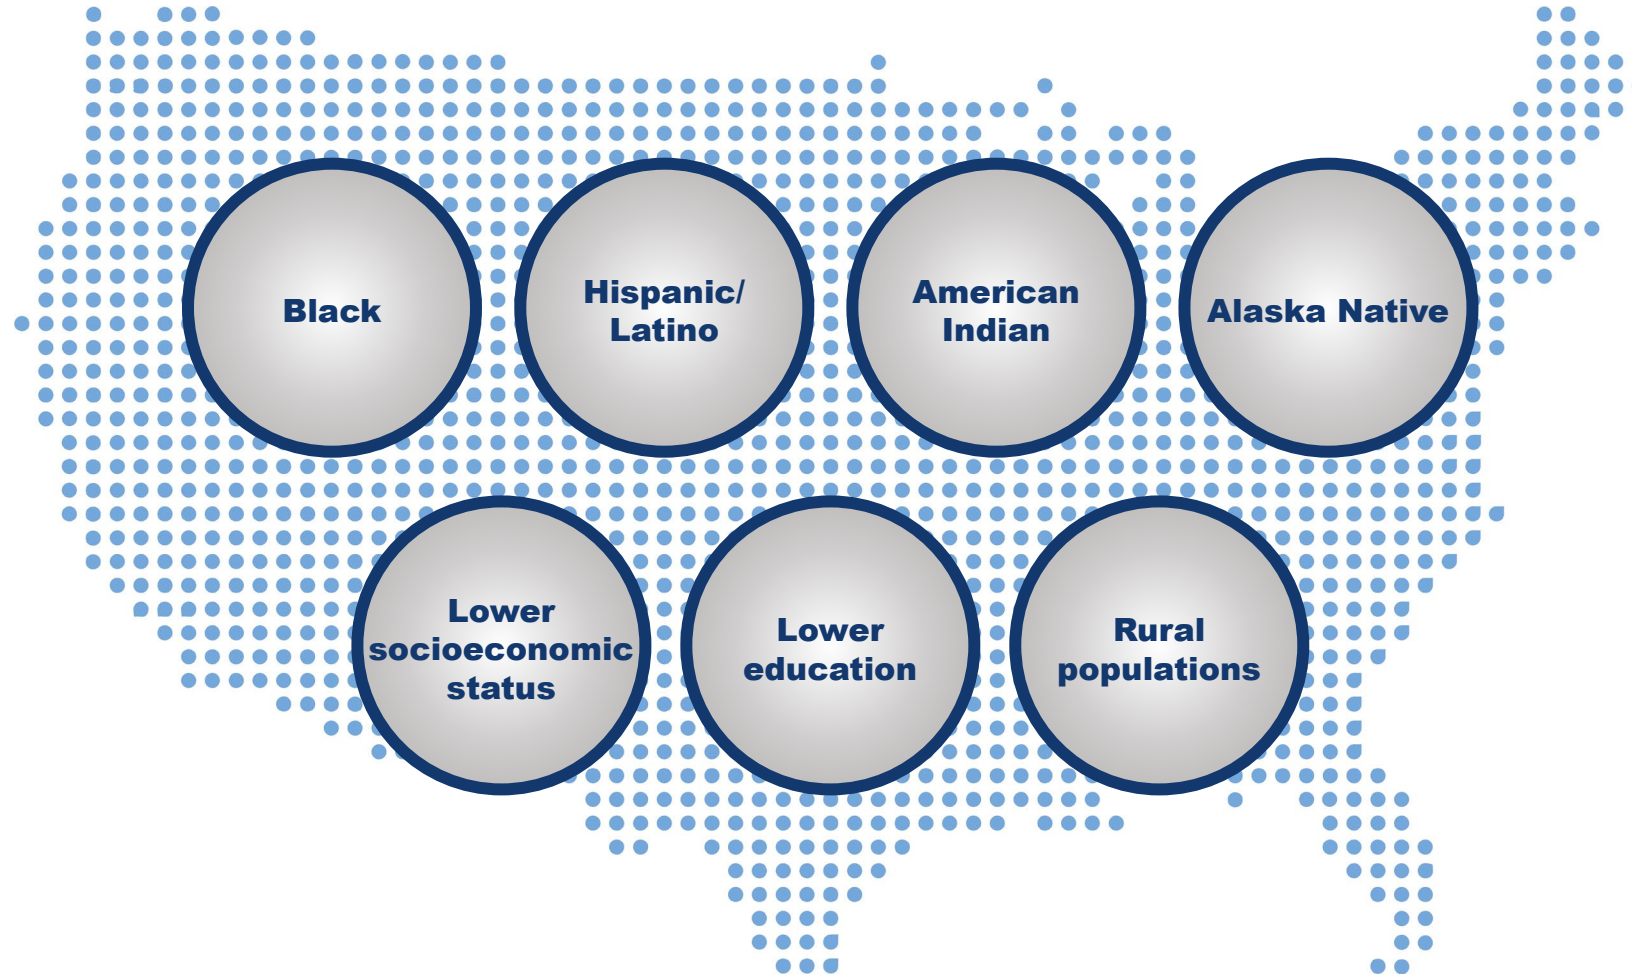 Black
Hispanic/
Latino
American
Indian
Alaska Native
Lower
socioeconomic
status
Lower
education
Rural
populations